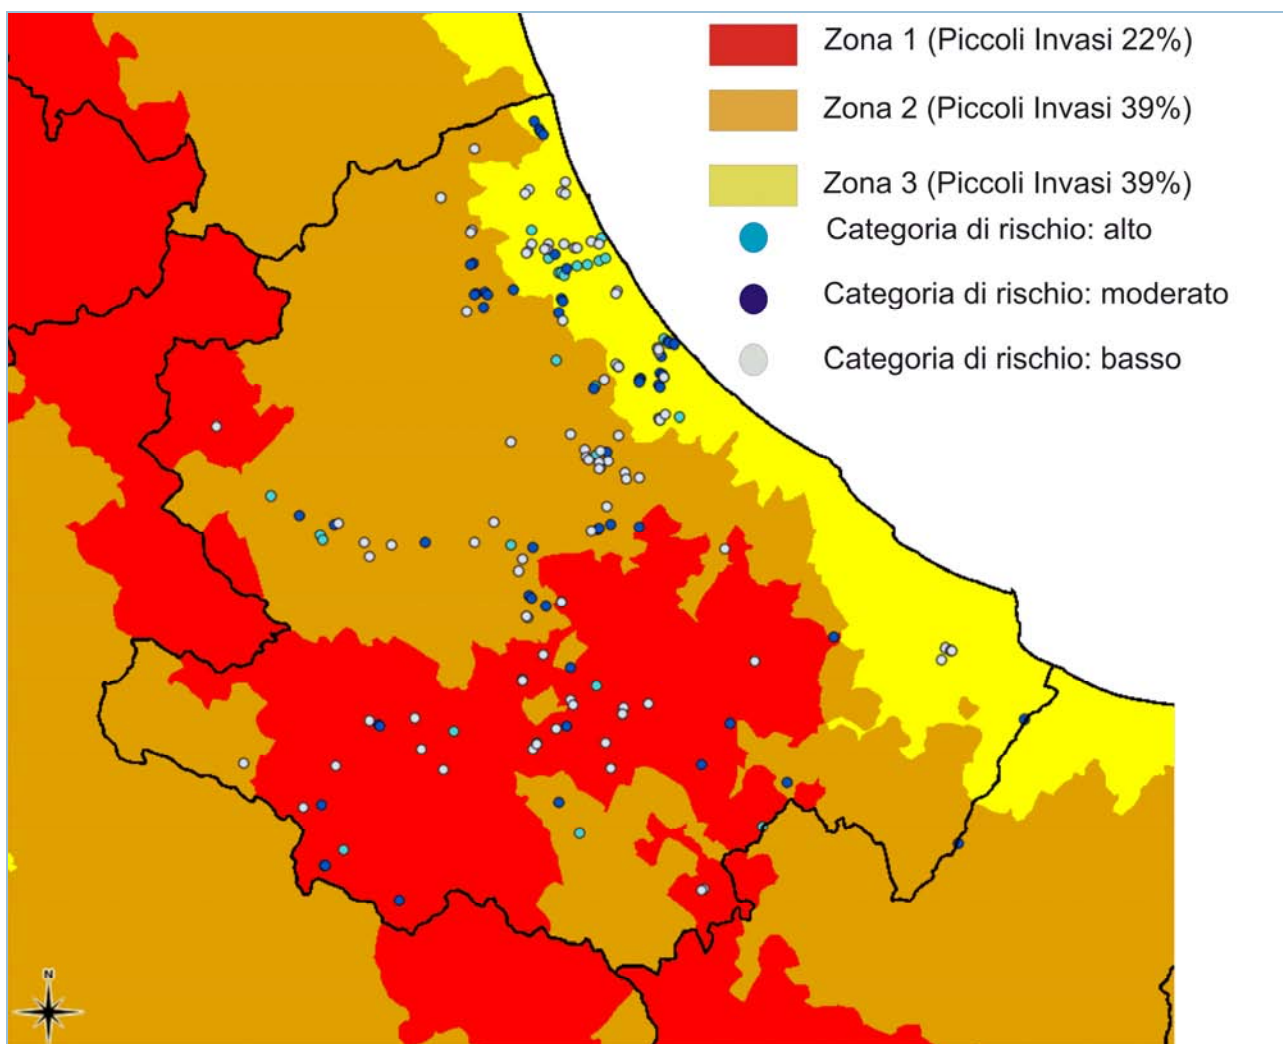 Zona 1 (Piccoli Invasi 22%)
Zona 2 (Piccoli Invasi 39%)
Zona 3 (Piccoli Invasi 39%)
Categoria di rischio: alto
Categoria di rischio: moderato
Categoria di rischio: basso
N